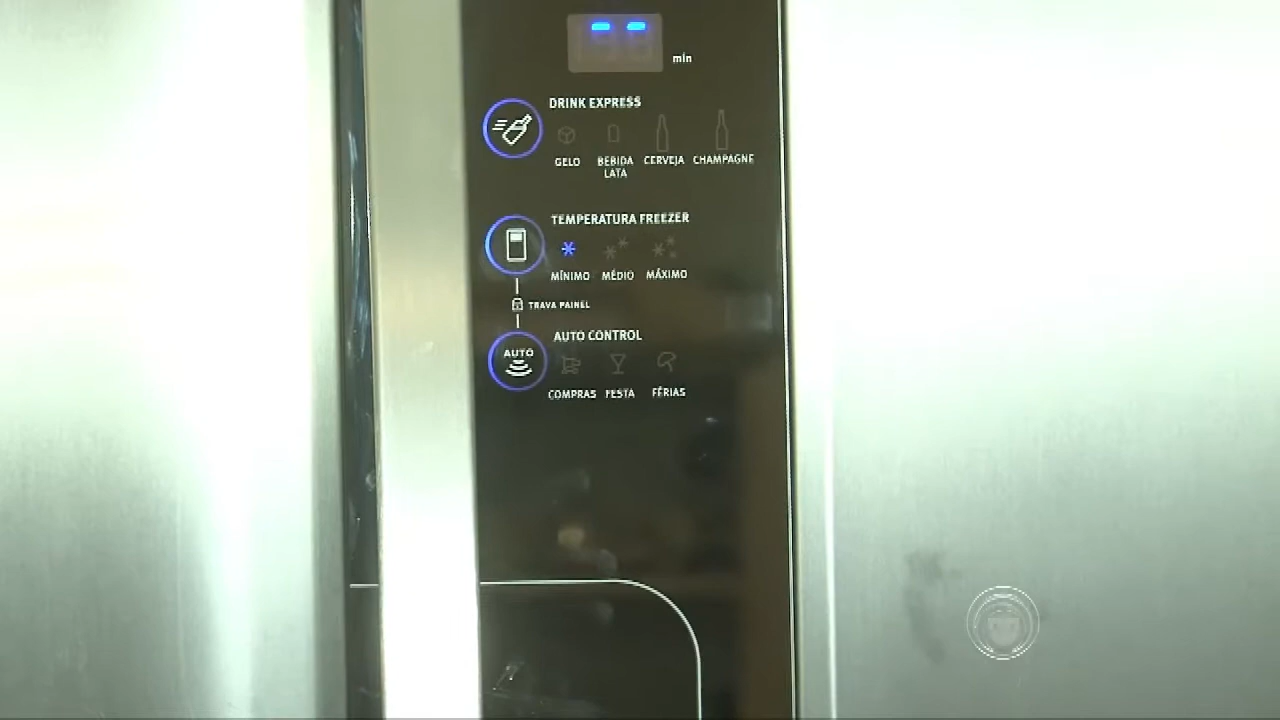 min
DRINK EXPRESS
GELO BEBIDA LATA CERVEJA CHAMPAGNE
TEMPERATURA FREEZER
MÍNIMO MÉDIO MÁXIMO
TRAVA PAINEL
AUTO CONTROL
AUTO
COMPRAS FESTA FÉRIAS